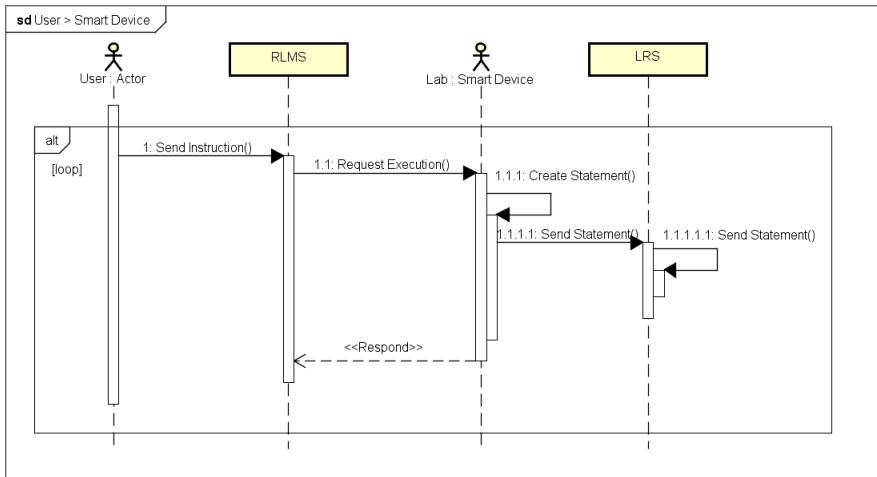 sd User > Smart Device
User : Actor
RLMS
Lab : Smart Device
LRS
alt
[loop]
1: Send Instruction()
1.1: Request Execution()
1.1.1: Create Statement()
1.1.1.1: Send Statement()
1.1.1.1.1: Send Statement()
<<Respond>>